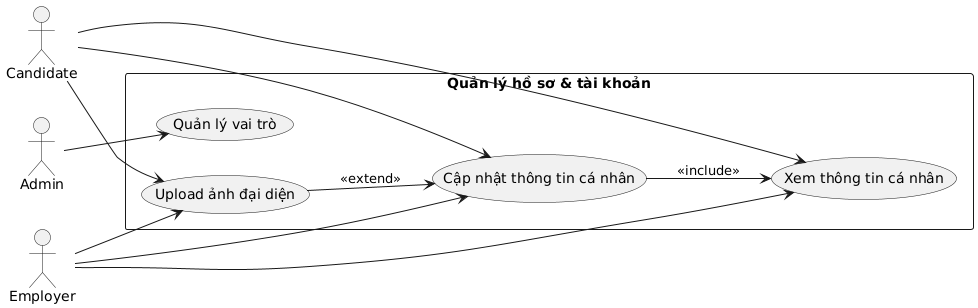 Candidate
Quản lý hồ sơ & tài khoản
Quản lý vai trò
Admin
«extend»
«include»
Upload ảnh đại diện
Cập nhật thông tin cá nhân
Xem thông tin cá nhân
Employer